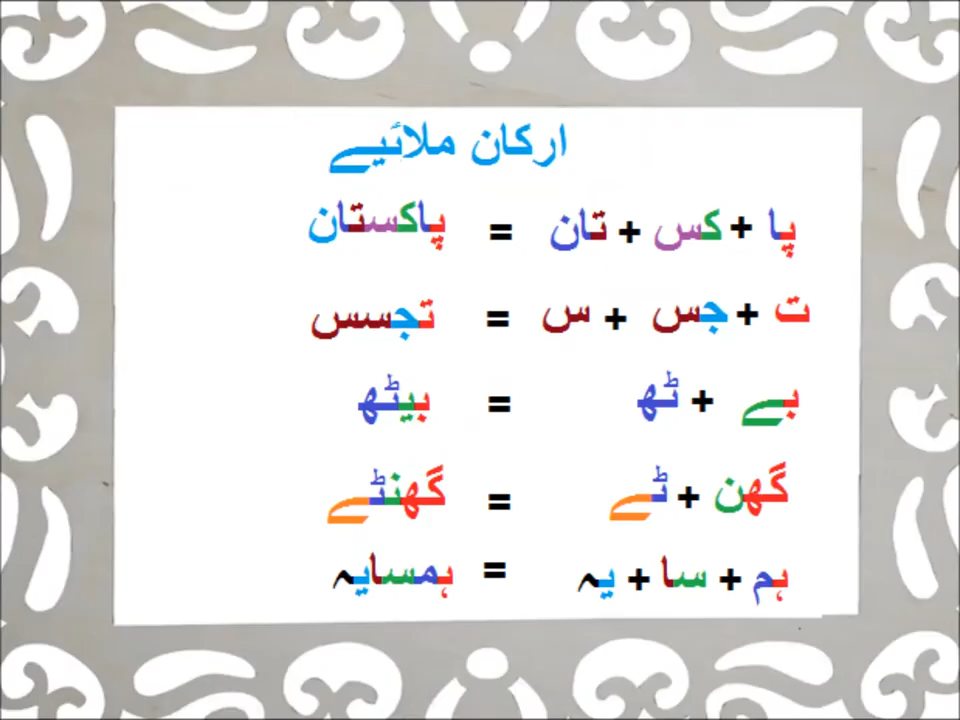 ارکان ملائیے
پا + کس + تان = پاکستان
ت + جس + س = تجسس
بے + ٹھ = بیٹھ
گھن + ٹے = گھنٹے
ہم + سا + یہ = ہمسایہ